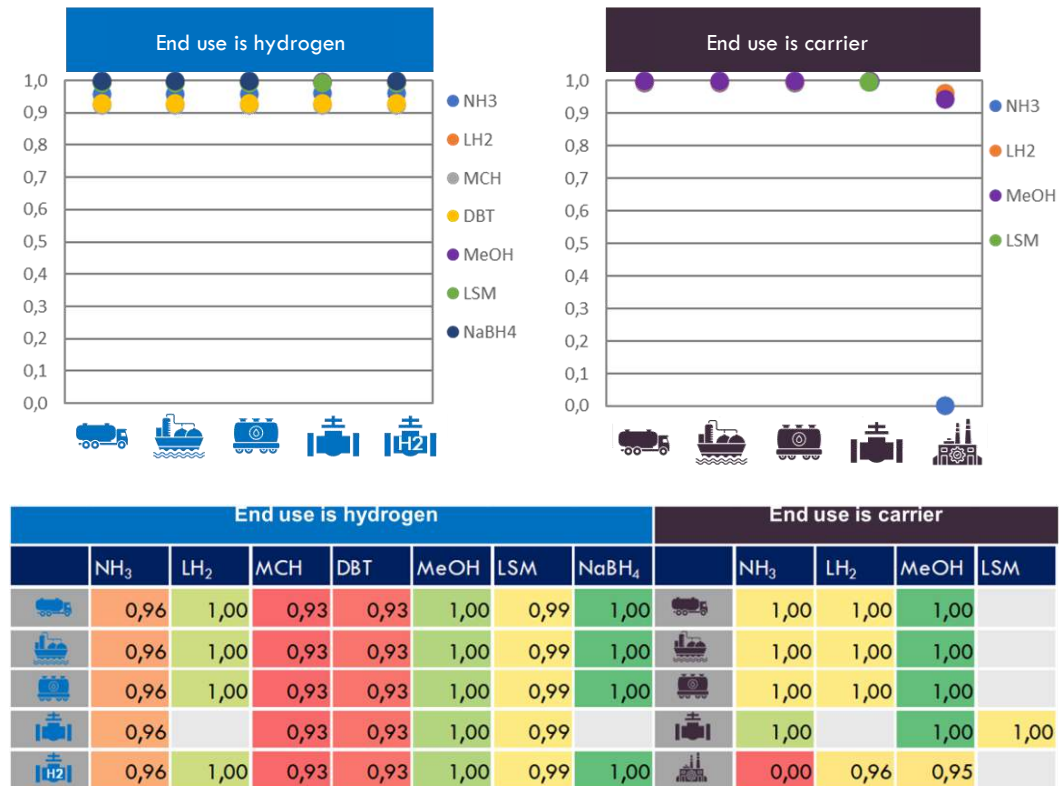 End use is hydrogen
1,0
0,9
0,8
0,7
0,6
0,5
0,4
0,3
0,2
0,1
0,0
NH3
LH2
MCH
DBT
MeOH
LSM
NaBH4
H2
End use is carrier
1,0
0,9
0,8
0,7
0,6
0,5
0,4
0,3
0,2
0,1
0,0
NH3
LH2
MeOH
LSM
End use is hydrogen End use is carrier
NH₃ LH₂ MCH DBT MeOH LSM NaBH₄ NH₃ LH₂ MeOH LSM
0,96 1,00 0,93 0,93 1,00 0,99 1,00 1,00 1,00 1,00
0,96 1,00 0,93 0,93 1,00 0,99 1,00 1,00 1,00 1,00
0,96 1,00 0,93 0,93 1,00 0,99 1,00 1,00 1,00 1,00
0,96 0,93 0,93 1,00 0,99 1,00 1,00 1,00
H2 0,96 1,00 0,93 0,93 1,00 0,99 1,00 0,00 0,96 0,95